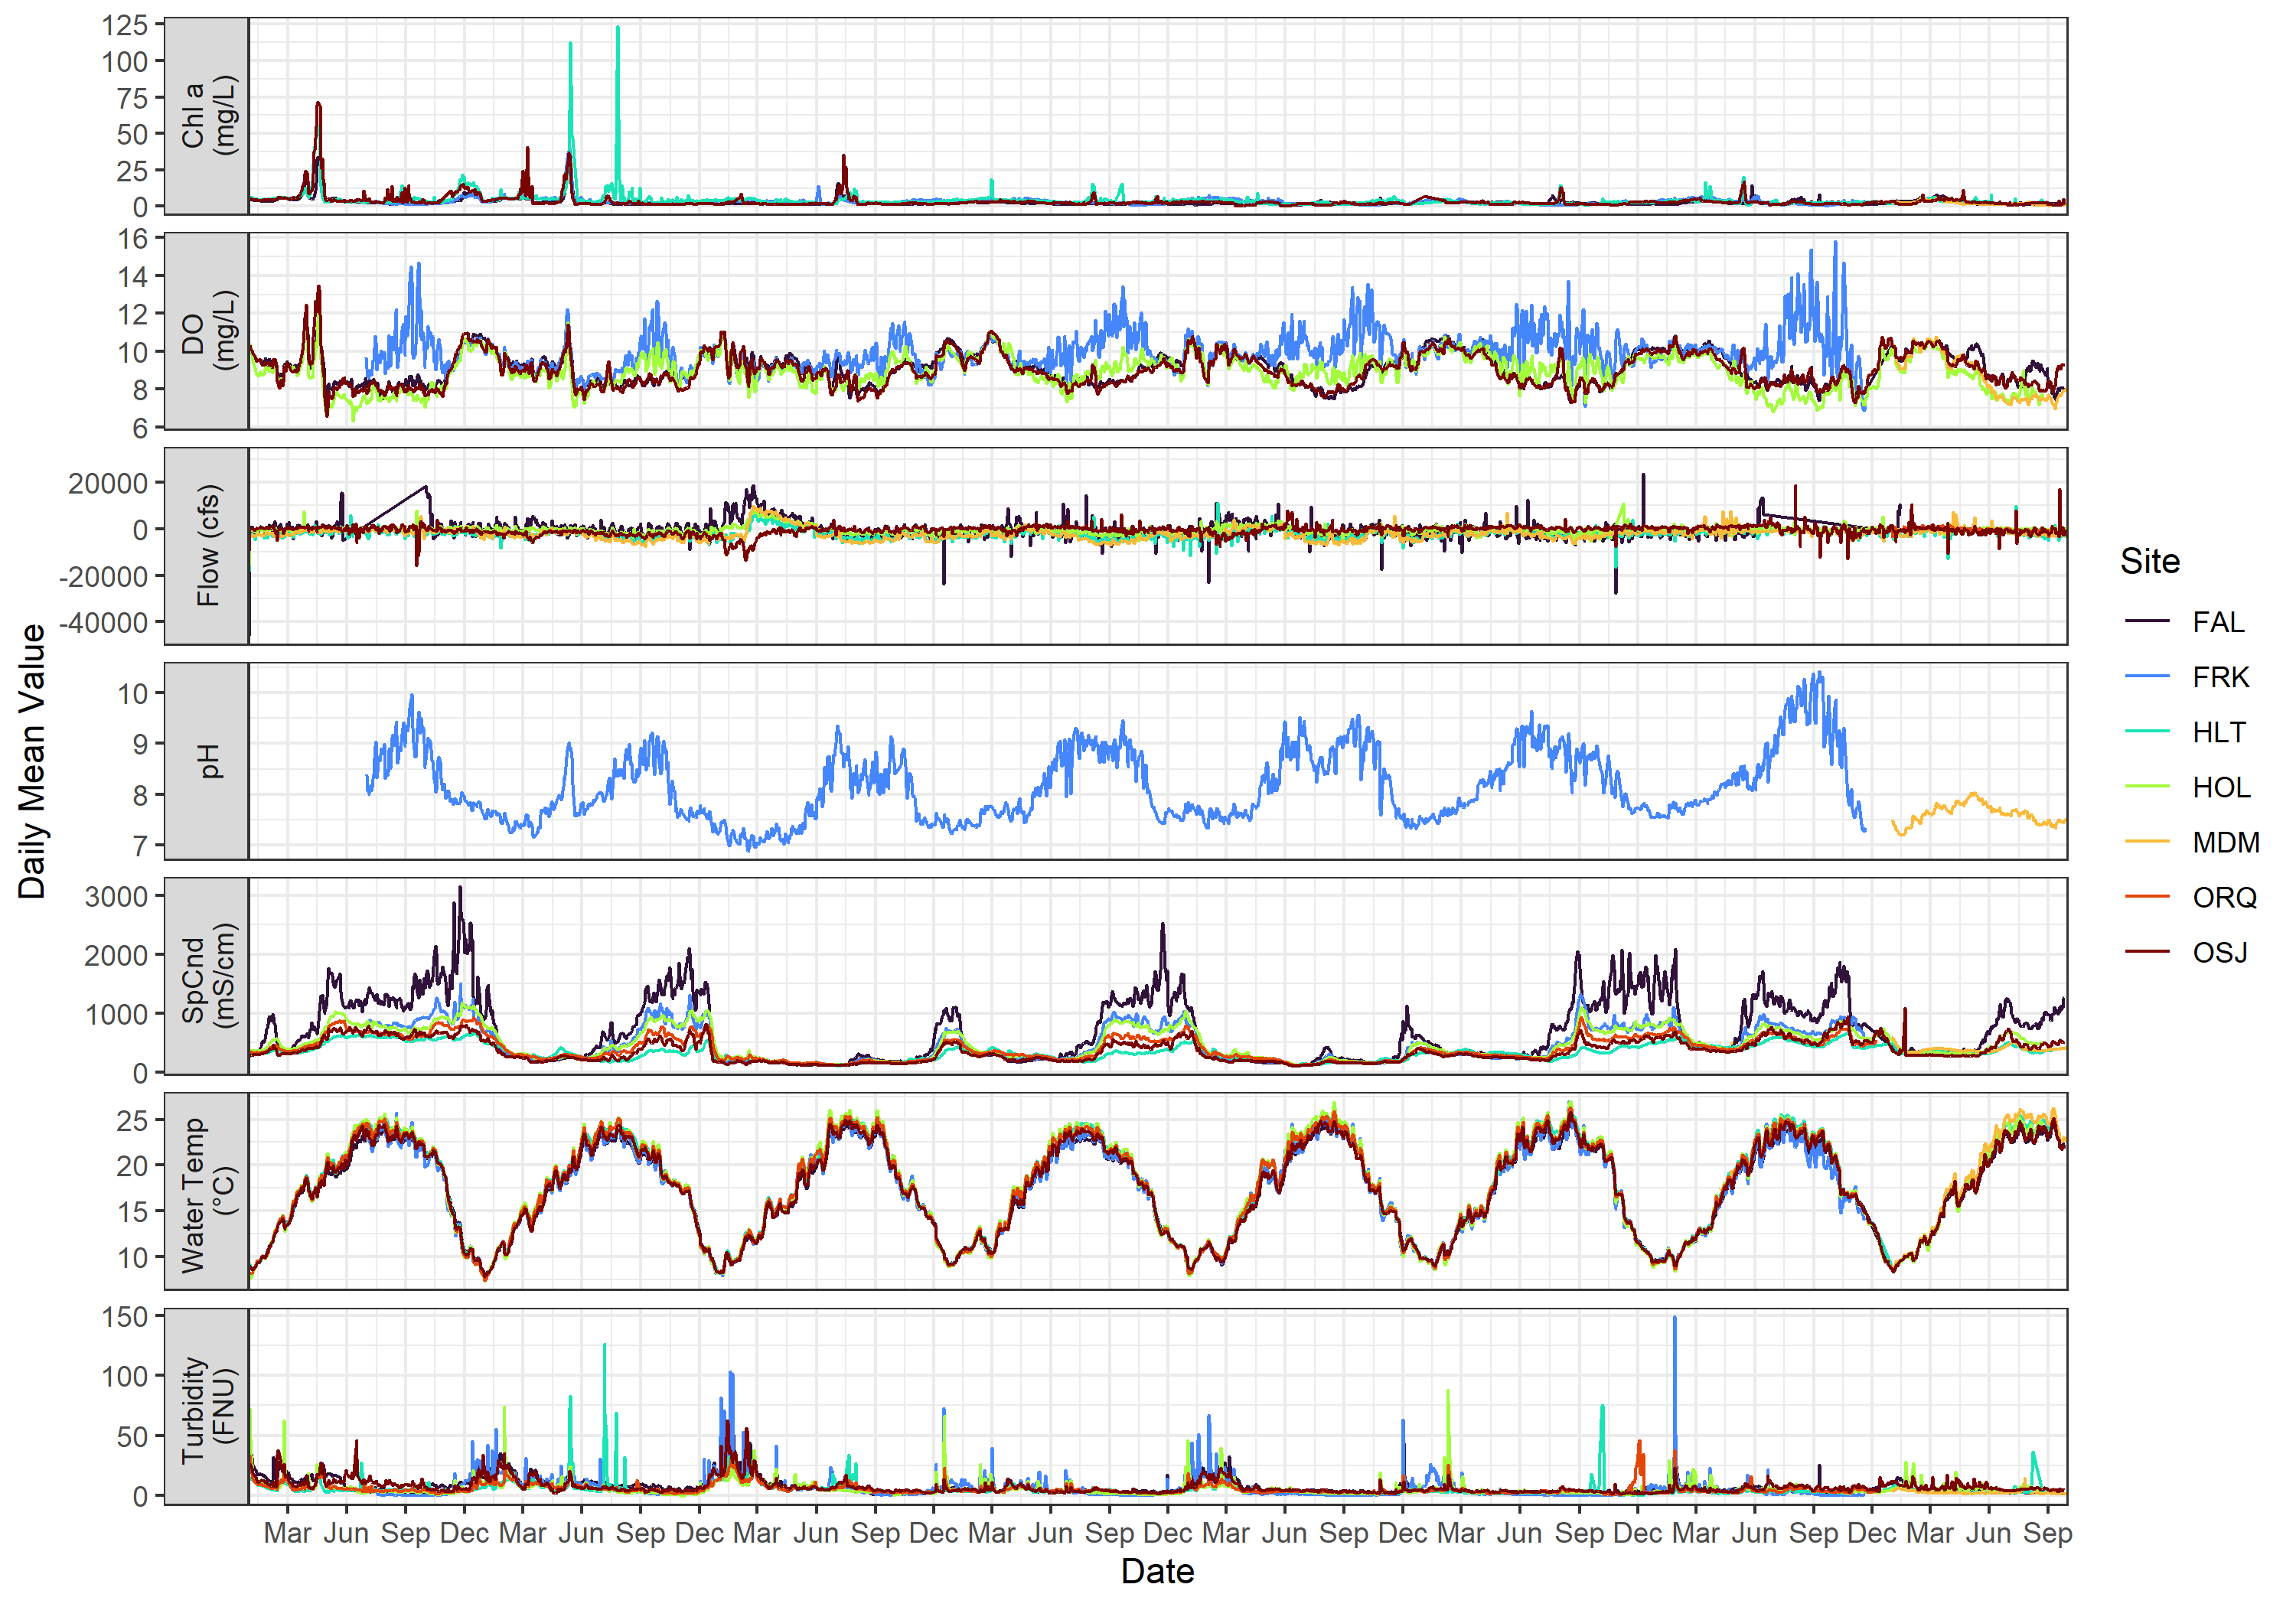 Daily Mean Value
Chl a
(mg/L)
125
100
75
50
25
0
DO
(mg/L)
16
14
12
10
8
6
Flow (cfs)
20000
0
-20000
-40000
pH
10
9
8
7
SpCnd
(mS/cm)
3000
2000
1000
0
Water Temp
(°C)
25
20
15
10
Turbidity
(FNU)
150
100
50
0
Mar Jun Sep Dec Mar Jun Sep Dec Mar Jun Sep Dec Mar Jun Sep Dec Mar Jun Sep Dec Mar Jun Sep Dec Mar Jun Sep Dec Mar Jun Sep
Date
Site
FAL
FRK
HLT
HOL
MDM
ORQ
OSJ